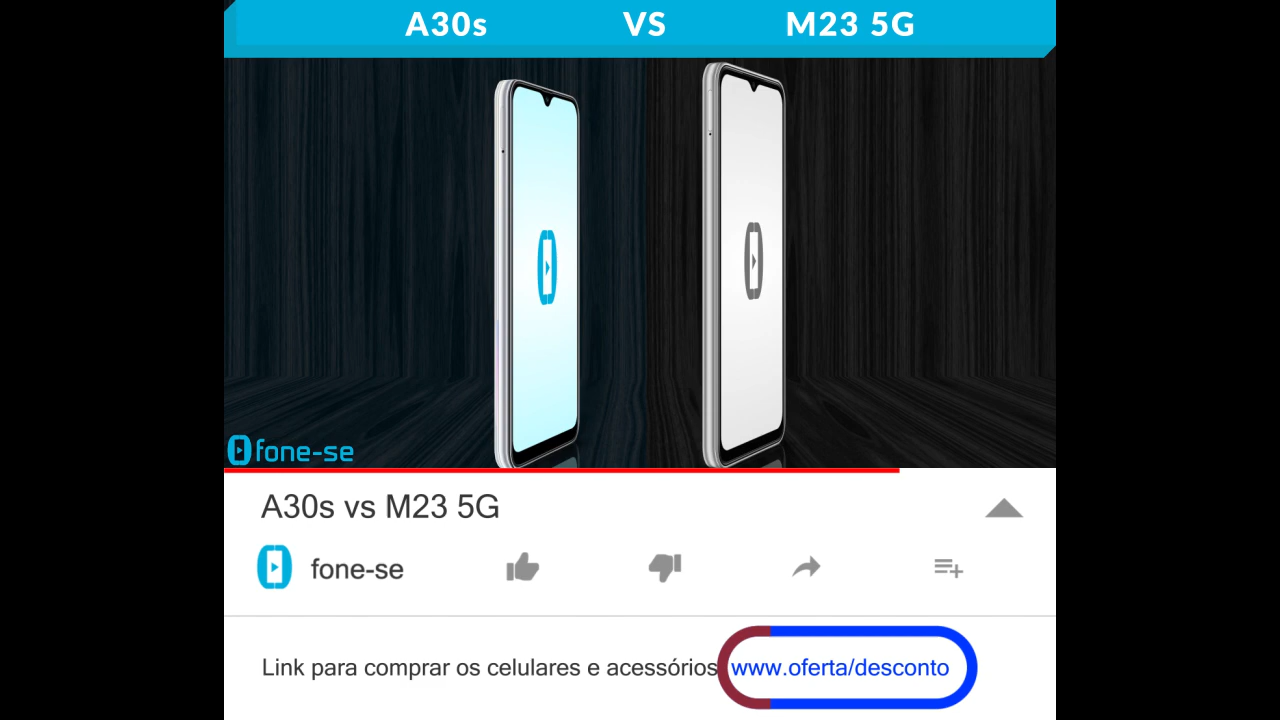 A30s VS M23 5G
fone-se
A30s vs M23 5G
fone-se
Link para comprar os celulares e acessórios www.oferta/desconto